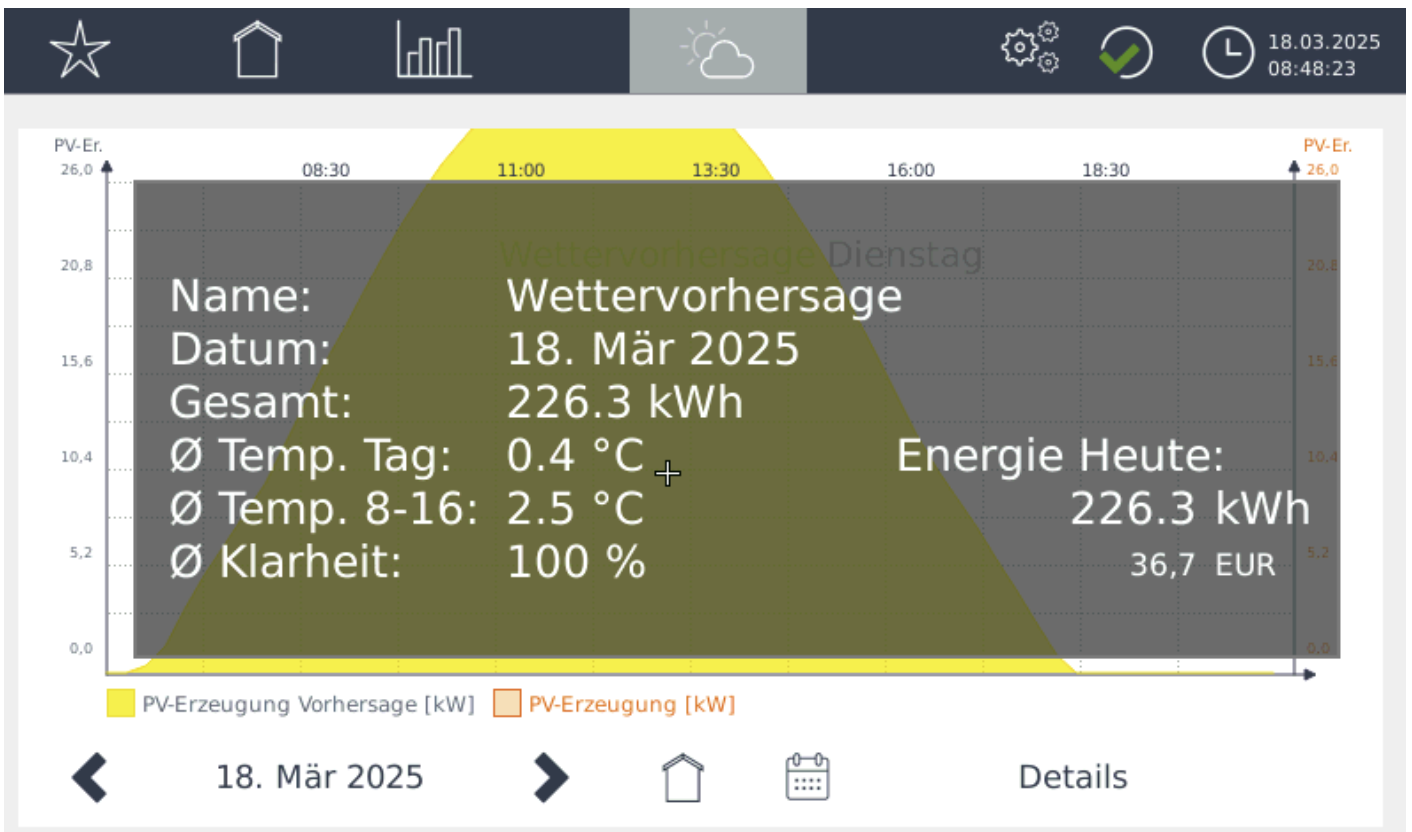 18.03.2025
08:48:23
PV-Er.
PV-Er.
26,0
08:30
11:00
13:30
16:00
18:30
26,0
Wettervorhersage Dienstag
20,8
20,8
Name: Wettervorhersage
Datum: 18. Mär 2025
15,6
15,6
Gesamt: 226.3 kWh
Ø Temp. Tag: 0.4 °C
Energie Heute:
10,4
10,4
Ø Temp. 8-16: 2.5 °C
226.3 kWh
Ø Klarheit: 100 %
36,7 EUR
5,2
5,2
0,0
0,0
PV-Erzeugung Vorhersage [kW]
PV-Erzeugung [kW]
18. Mär 2025
Details